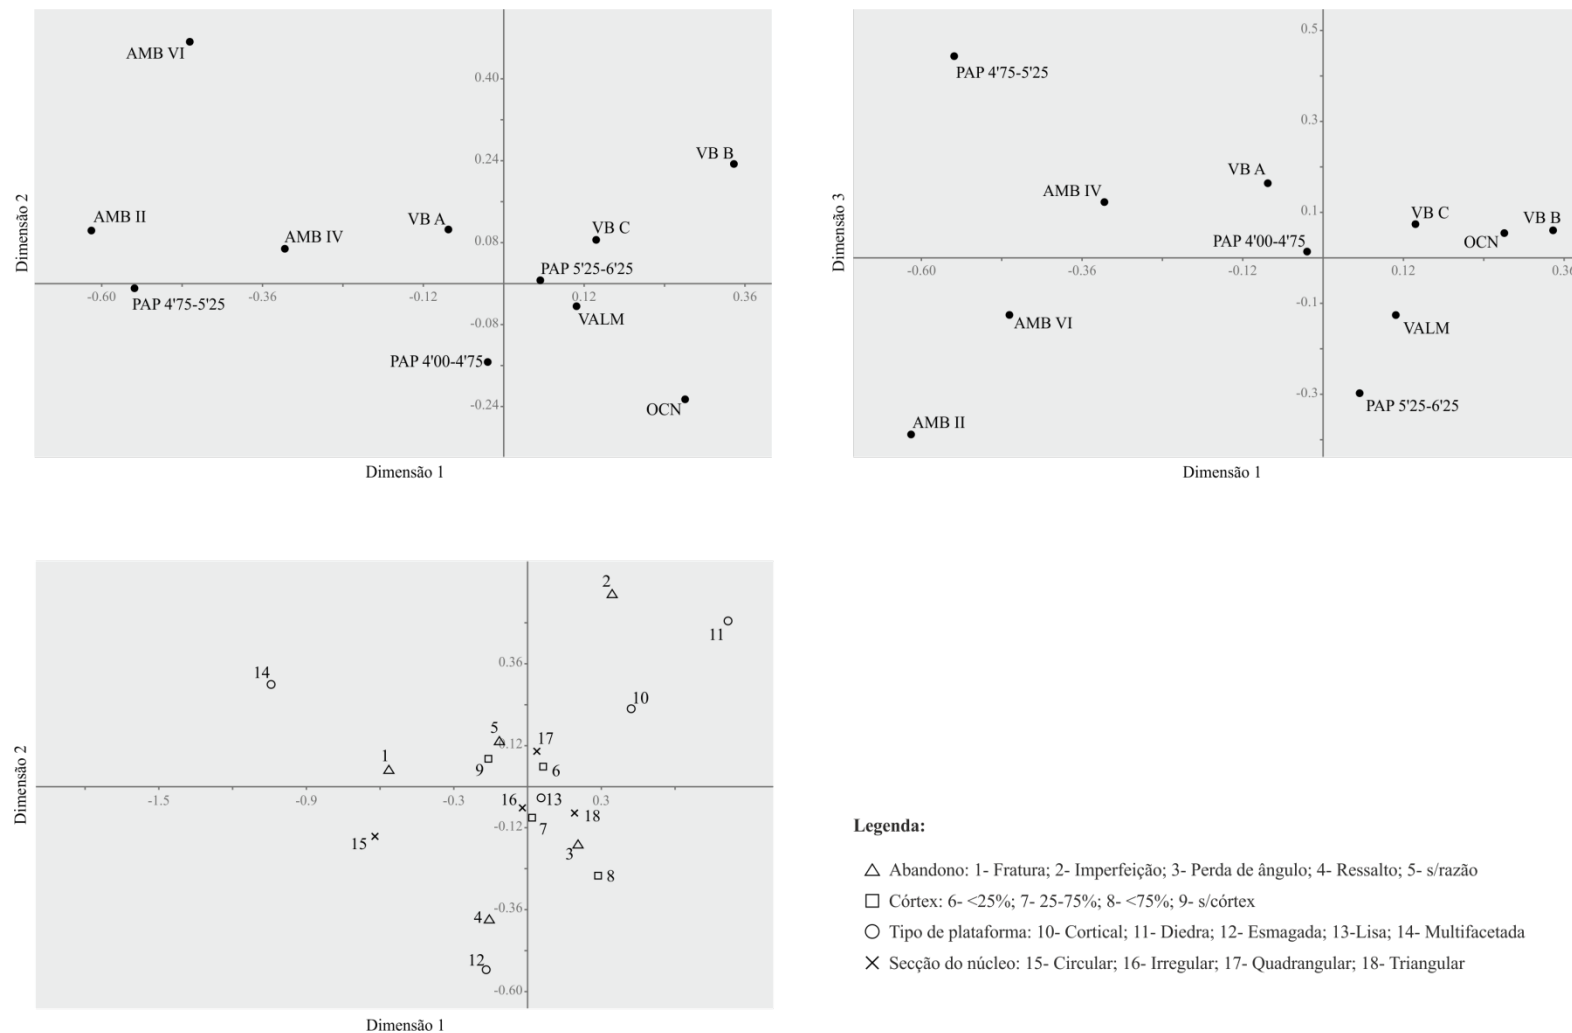 AMB VI
0.40
VB B
0.24
AMB II
VB A
AMB IV
VB C
0.08
PAP 5'25-6'25
-0.60
-0.36
-0.12
0.12
0.36
PAP 4'75-5'25
VALM
-0.08
PAP 4'00-4'75
OCN
-0.24
Dimensão 2
Dimensão 1
0.5
PAP 4'75-5'25
0.3
VB A
AMB IV
0.1
VB C
VB B
PAP 4'00-4'75
OCN
-0.60
-0.36
-0.12
0.12
0.36
-0.1
AMB VI
VALM
-0.3
PAP 5'25-6'25
AMB II
Dimensão 3
Dimensão 1
2
11
0.36
14
10
5
0.12
17
1
9
6
-1.5
-0.9
-0.3
0.3
16
13
18
-0.12
7
15
3
8
-0.36
4
12
-0.60
Dimensão 2
Dimensão 1
Legenda:
Abandono: 1- Fratura; 2- Imperfeição; 3- Perda de ângulo; 4- Ressalto; 5- s/razão
Córtex: 6- <25%; 7- 25-75%; 8- <75%; 9- s/córtex
Tipo de plataforma: 10- Cortical; 11- Diedra; 12- Esmagada; 13-Lisa; 14- Multifacetada
Secção do núcleo: 15- Circular; 16- Irregular; 17- Quadrangular; 18- Triangular